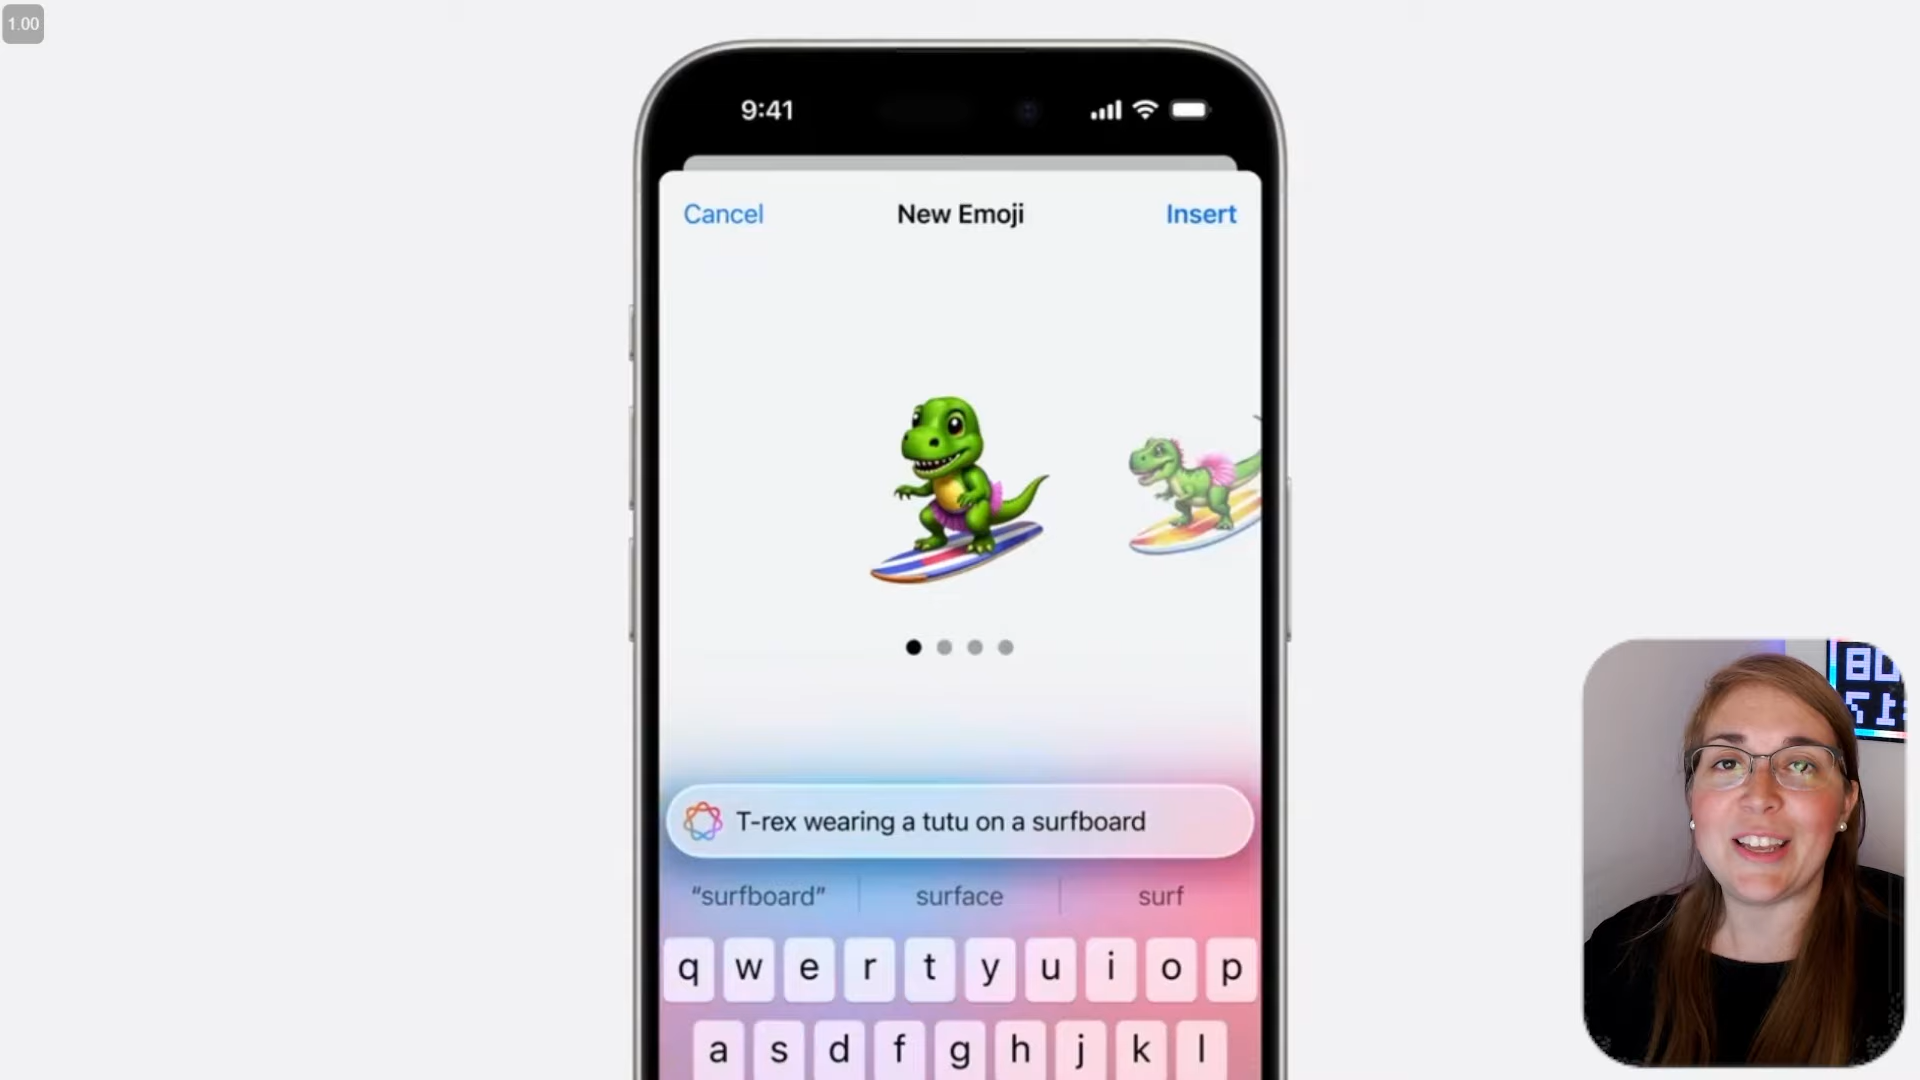 1.00
9:41
Cancel New Emoji Insert
T-rex wearing a tutu on a surfboard
“surfboard” surface surf
q w e r t y u i o p
a s d f g h j k l